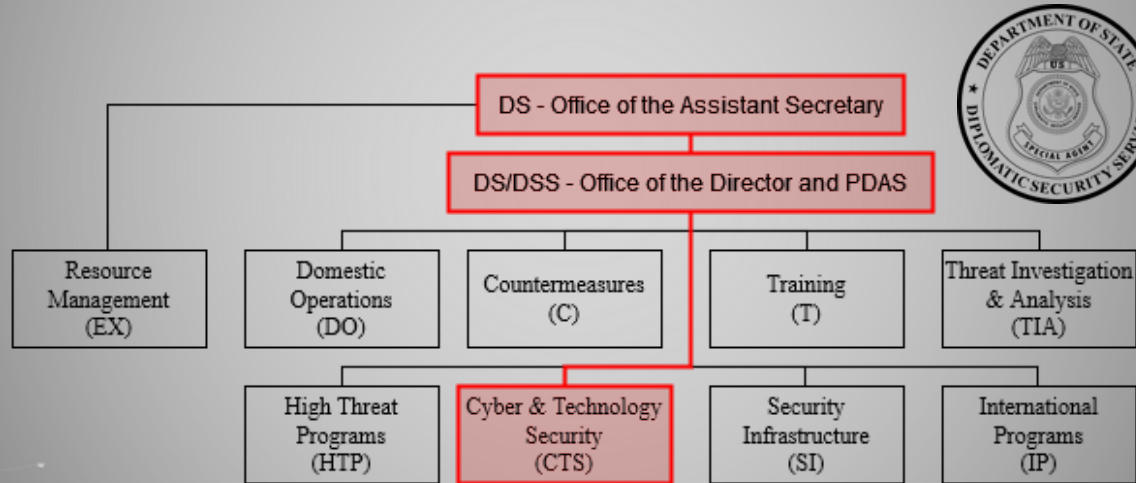 DEPARTMENT OF STATE
DIPLOMATIC SECURITY
US
SPECIAL AGENT
DS - Office of the Assistant Secretary
DS/DSS - Office of the Director and PDAS
Resource
Management
(EX)
Domestic
Operations
(DO)
Countermeasures
(C)
Training
(T)
Threat Investigation
& Analysis
(TIA)
High Threat
Programs
(HTP)
Cyber & Technology
Security
(CTS)
Security
Infrastructure
(SI)
International
Programs
(IP)